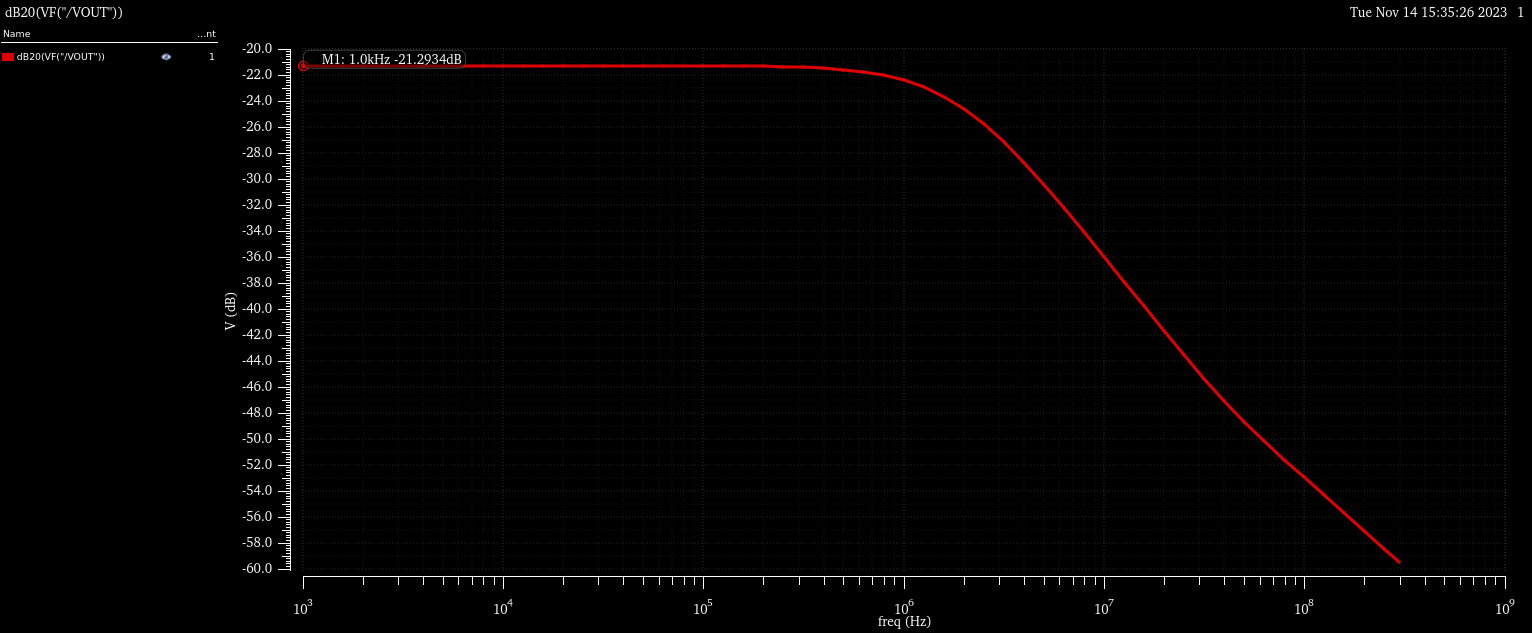 dB20(VF("/VOUT"))
Tue Nov 14 15:35:26 2023 1
Name ...nt
dB20(VF("/VOUT")) 1
M1: 1.0kHz -21.2934dB
-20.0
-22.0
-24.0
-26.0
-28.0
-30.0
-32.0
-34.0
-36.0
-38.0
-40.0
-42.0
-44.0
-46.0
-48.0
-50.0
-52.0
-54.0
-56.0
-58.0
-60.0
V (dB)
10³ 10⁴ 10⁵ 10⁶ 10⁷ 10⁸ 10⁹
freq (Hz)